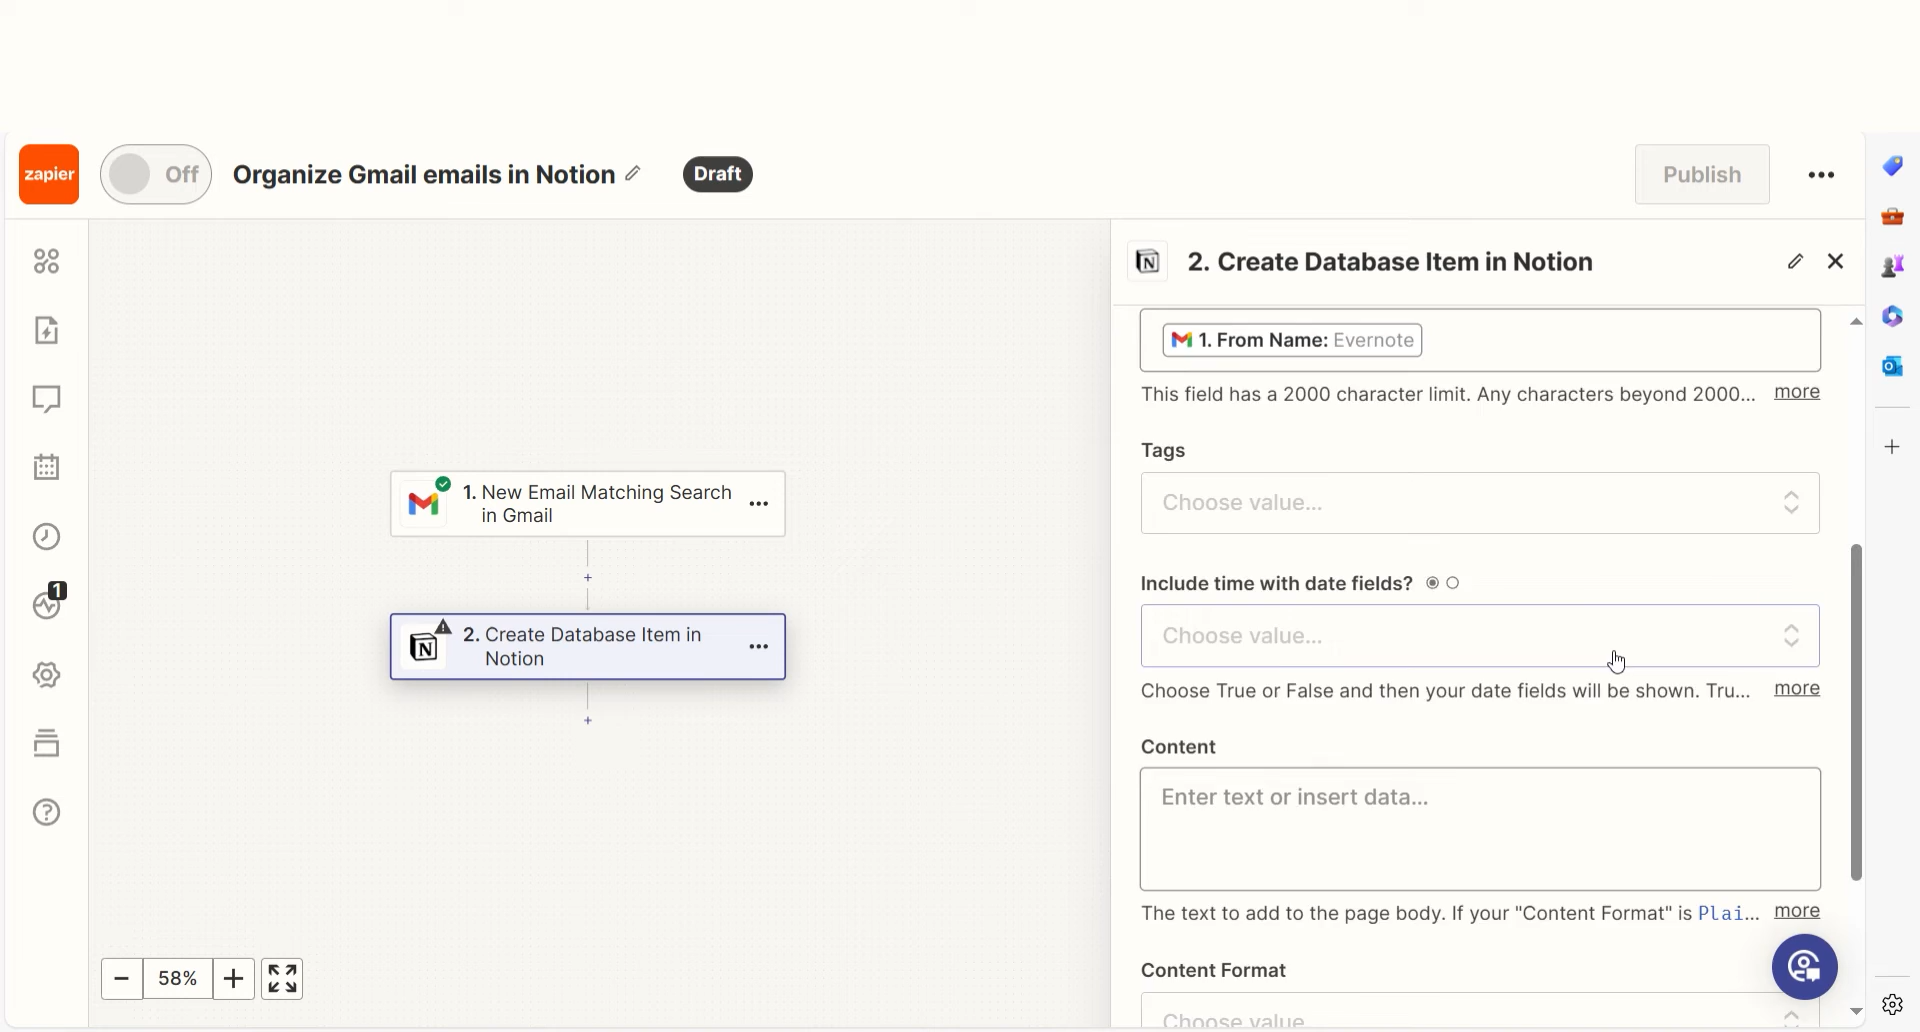 zapier
Off
Organize Gmail emails in Notion
Draft
Publish
2. Create Database Item in Notion
1. From Name: Evernote
This field has a 2000 character limit. Any characters beyond 2000... more
Tags
Choose value...
1. New Email Matching Search
in Gmail
Include time with date fields?
1
Choose value...
2. Create Database Item in
Notion
Choose True or False and then your date fields will be shown. Tru... more
Content
Enter text or insert data...
The text to add to the page body. If your "Content Format" is Plai... more
Content Format
58%
Choose value